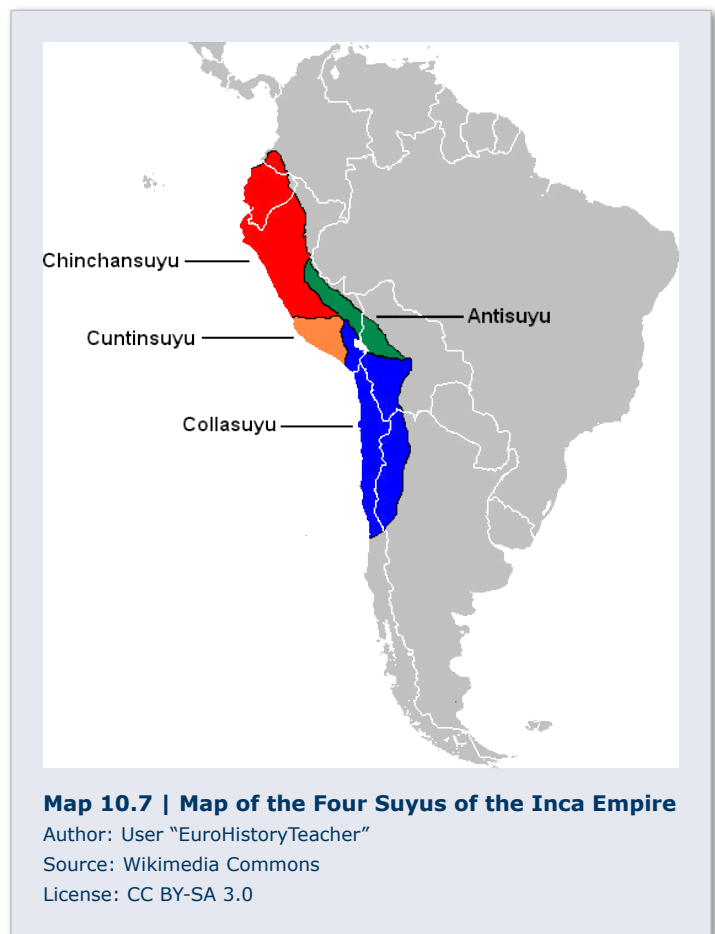 Chinchansuyu
Antisuyu
Cuntinsuyu
Collasuyu
Map 10.7 | Map of the Four Suyus of the Inca Empire
Author: User “EuroHistoryTeacher”
Source: Wikimedia Commons
License: CC BY-SA 3.0